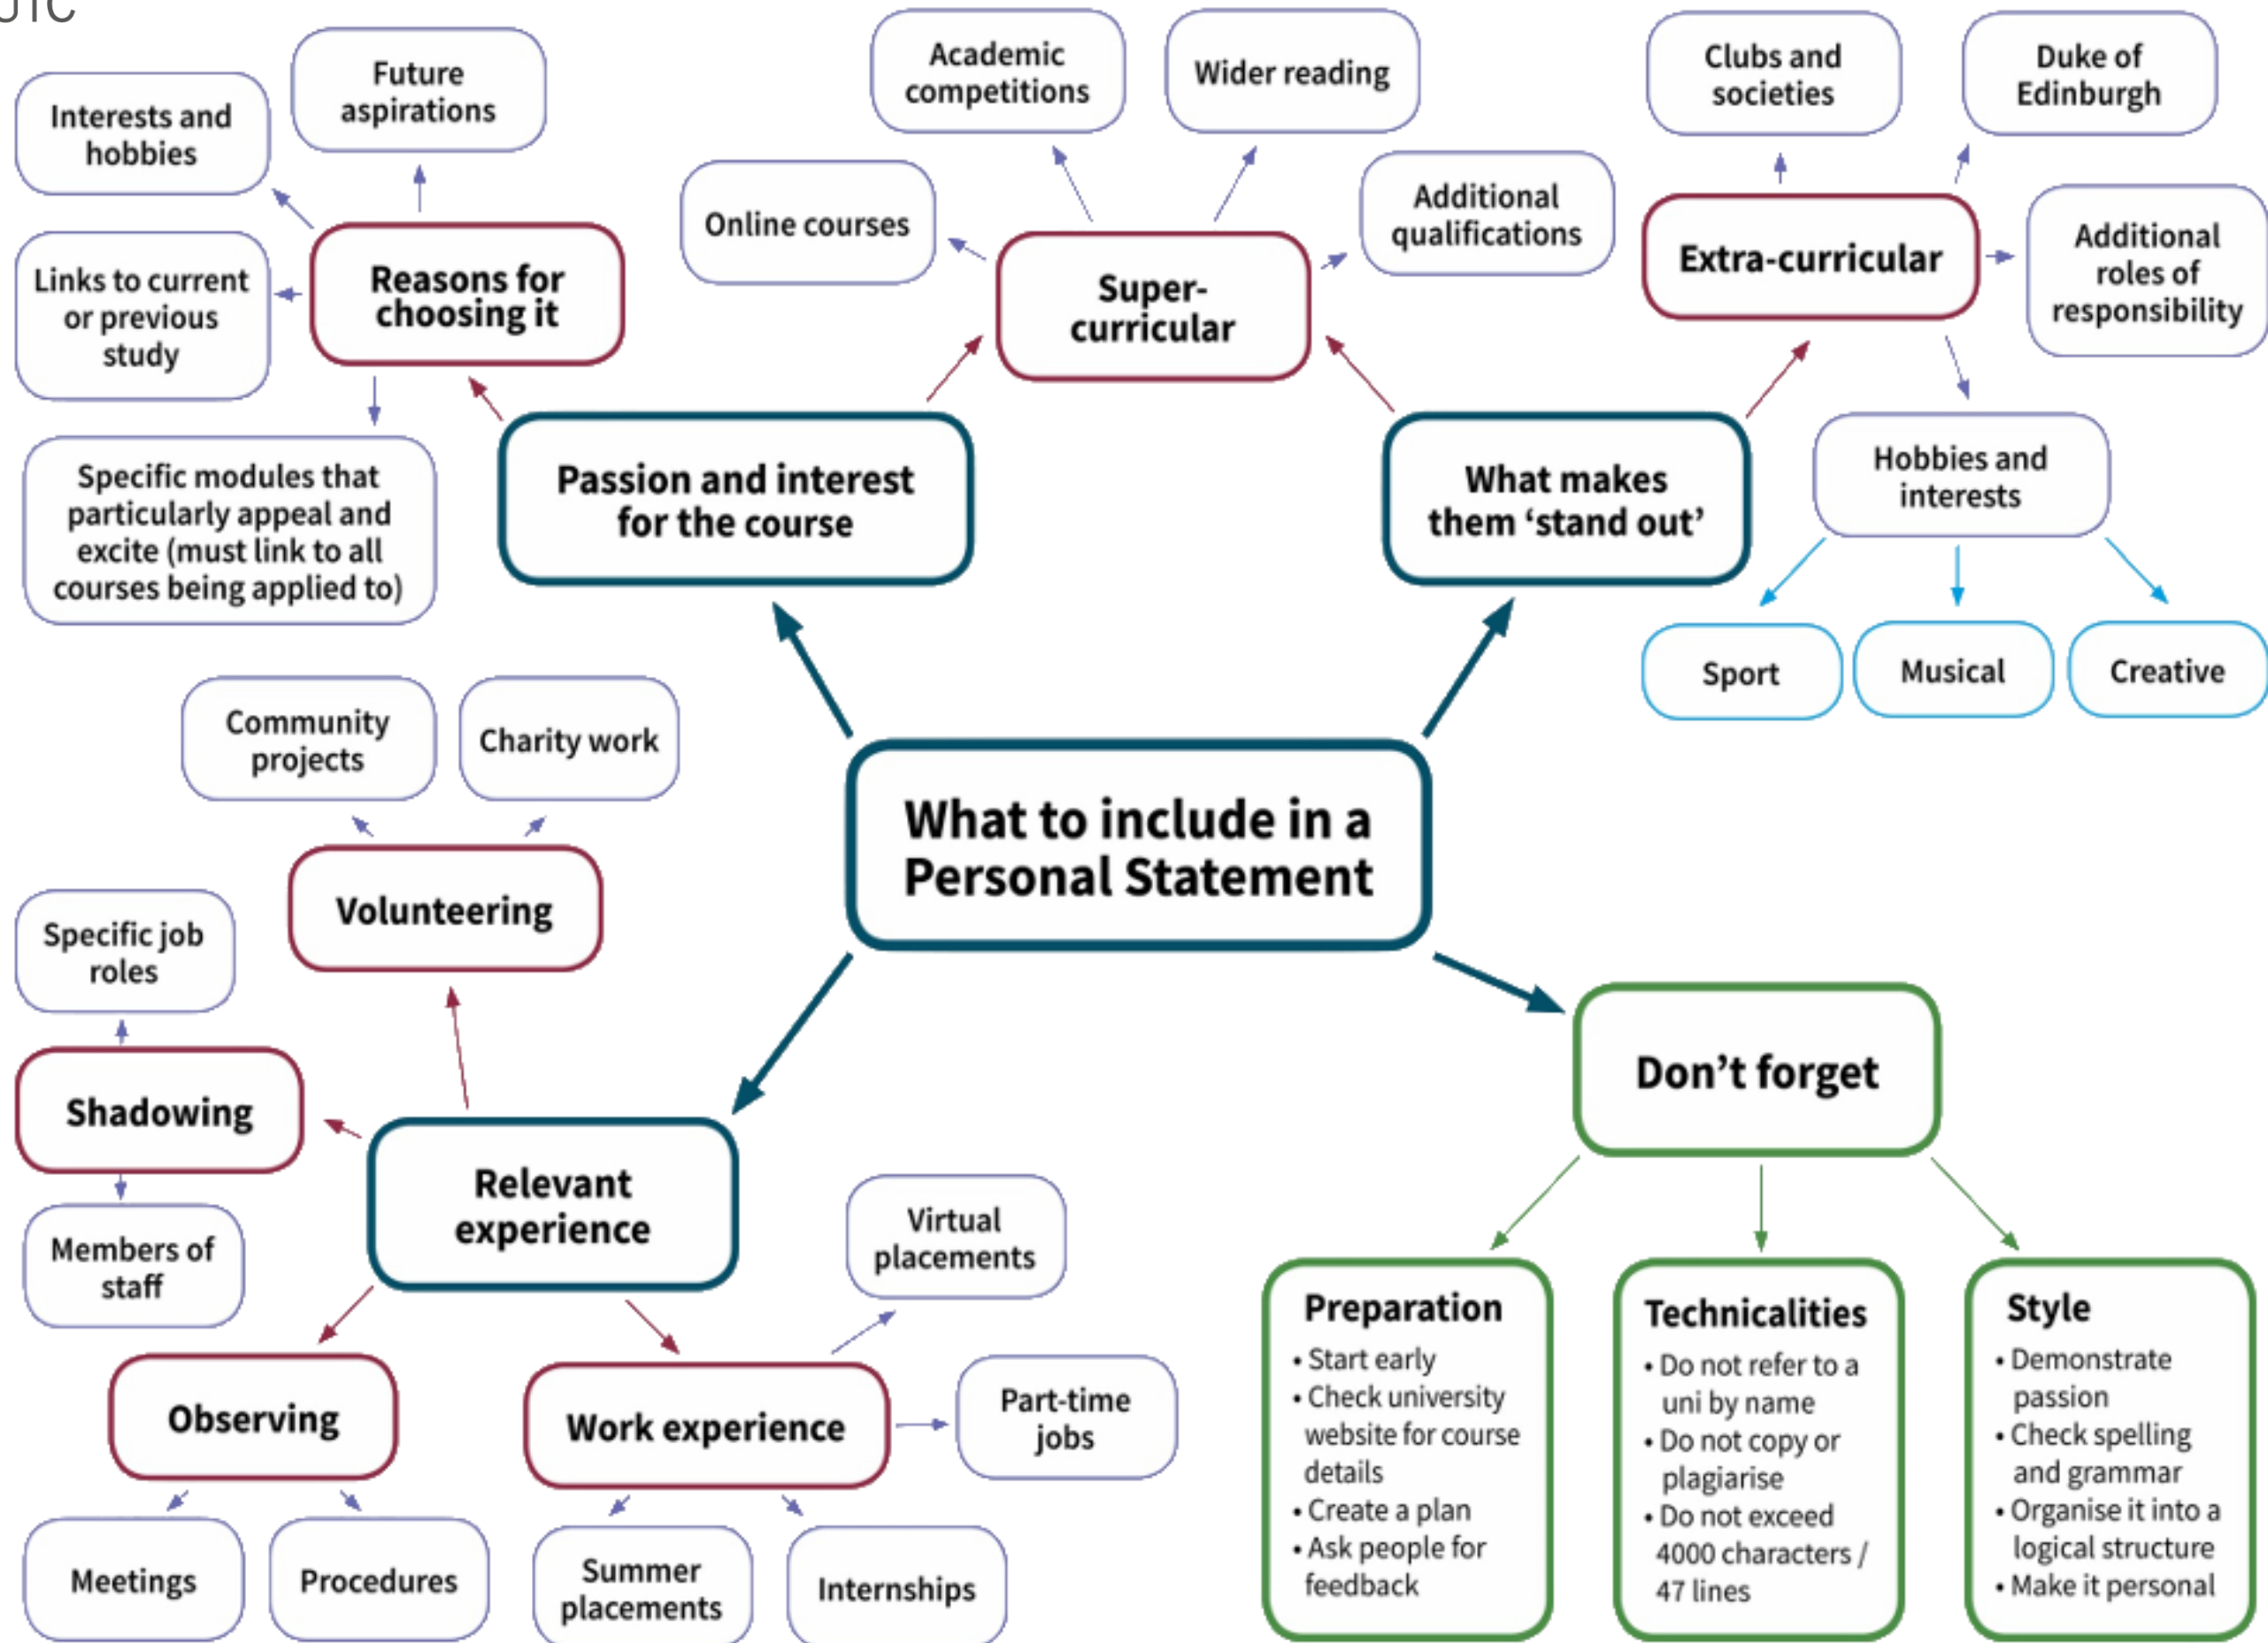 UTC
Future
aspirations
Interests and
hobbies
Links to current
or previous
study
Reasons for
choosing it
Specific modules that
particularly appeal and
excite (must link to all
courses being applied to)
Academic
competitions
Wider reading
Online courses
Additional
qualifications
Super-
curricular
Clubs and
societies
Duke of
Edinburgh
Extra-curricular
Additional
roles of
responsibility
Hobbies and
interests
Sport
Musical
Creative
Passion and interest
for the course
What makes
them ‘stand out’
What to include in a
Personal Statement
Community
projects
Charity work
Volunteering
Specific job
roles
Shadowing
Members of
staff
Relevant
experience
Observing
Meetings
Procedures
Work experience
Virtual
placements
Part-time
jobs
Summer
placements
Internships
Don’t forget
Preparation
• Start early
• Check university
website for course
details
• Create a plan
• Ask people for
feedback
Technicalities
• Do not refer to a
uni by name
• Do not copy or
plagiarise
• Do not exceed
4000 characters /
47 lines
Style
• Demonstrate
passion
• Check spelling
and grammar
• Organise it into a
logical structure
• Make it personal